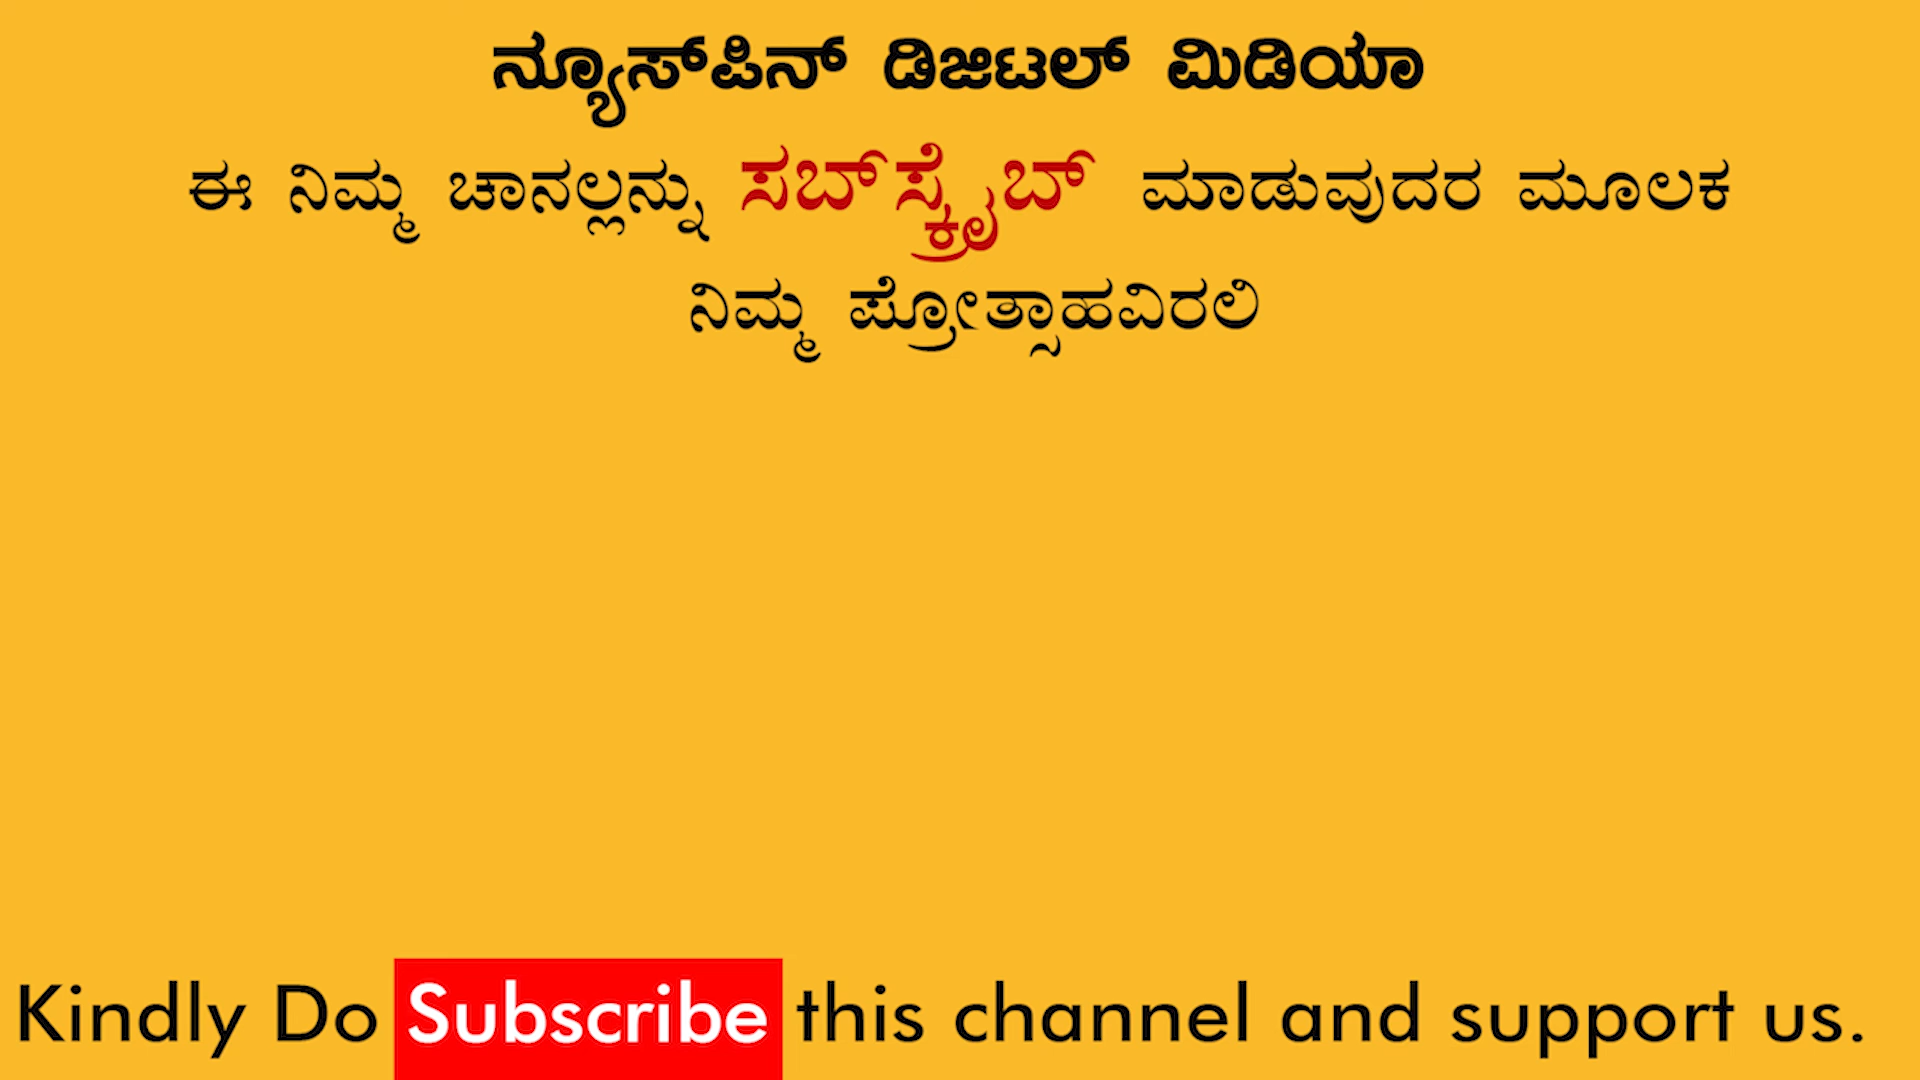 ನ್ಯೂಸ್‌ಪಿನ್ ಡಿಜಿಟಲ್ ಮಿಡಿಯಾ
ಈ ನಿಮ್ಮ ಚಾನಲ್ಲನ್ನು ಸಬ್‌ಸ್ಕ್ರೈಬ್ ಮಾಡುವುದರ ಮೂಲಕ
ನಿಮ್ಮ ಪ್ರೋತ್ಸಾಹವಿರಲಿ
Kindly Do Subscribe this channel and support us.